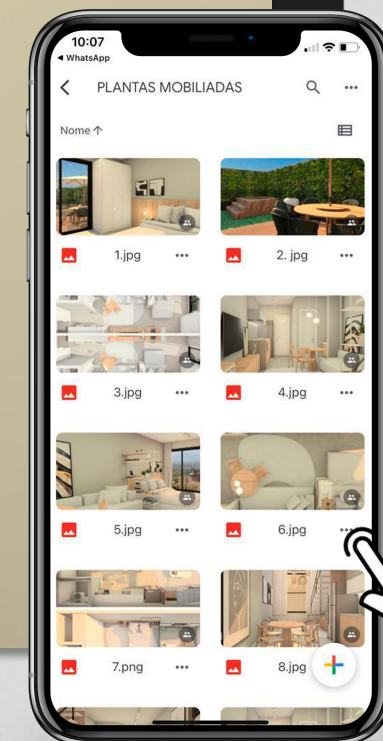 10:07
◀ WhatsApp
PLANTAS MOBILIADAS
Nome ↑
1.jpg
2. jpg
3.jpg
4.jpg
5.jpg
6.jpg
7.png
8.jpg